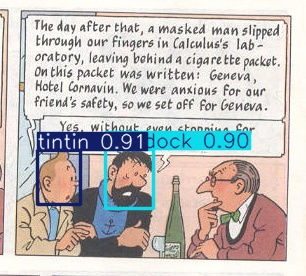 The day after that, a masked man slipped
through our fingers in Calculus's lab-
oratory, leaving behind a cigarette packet.
On this packet was written: Geneva,
Hotel Cornavin. We were anxious for our
friend's safety, so we set off for Geneva.
Yes, without even stopping for
tintin 0.91 dock 0.90